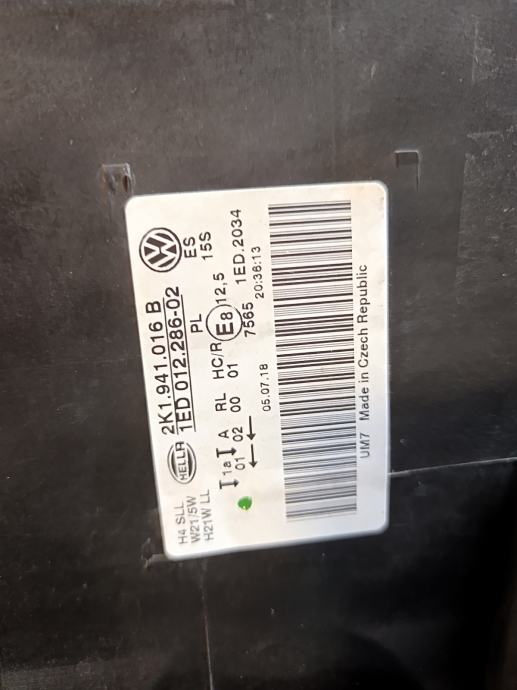 H4 SLL
W21/5W
H21W LL
HELLA
2K1.941.016 B
1ED 012.286-02
PL
ES
15S
1a A RL HC/R E8 12,5
01 02 00 01 7565 1ED.2034
05.07.18 20:36:13
UM7 Made in Czech Republic